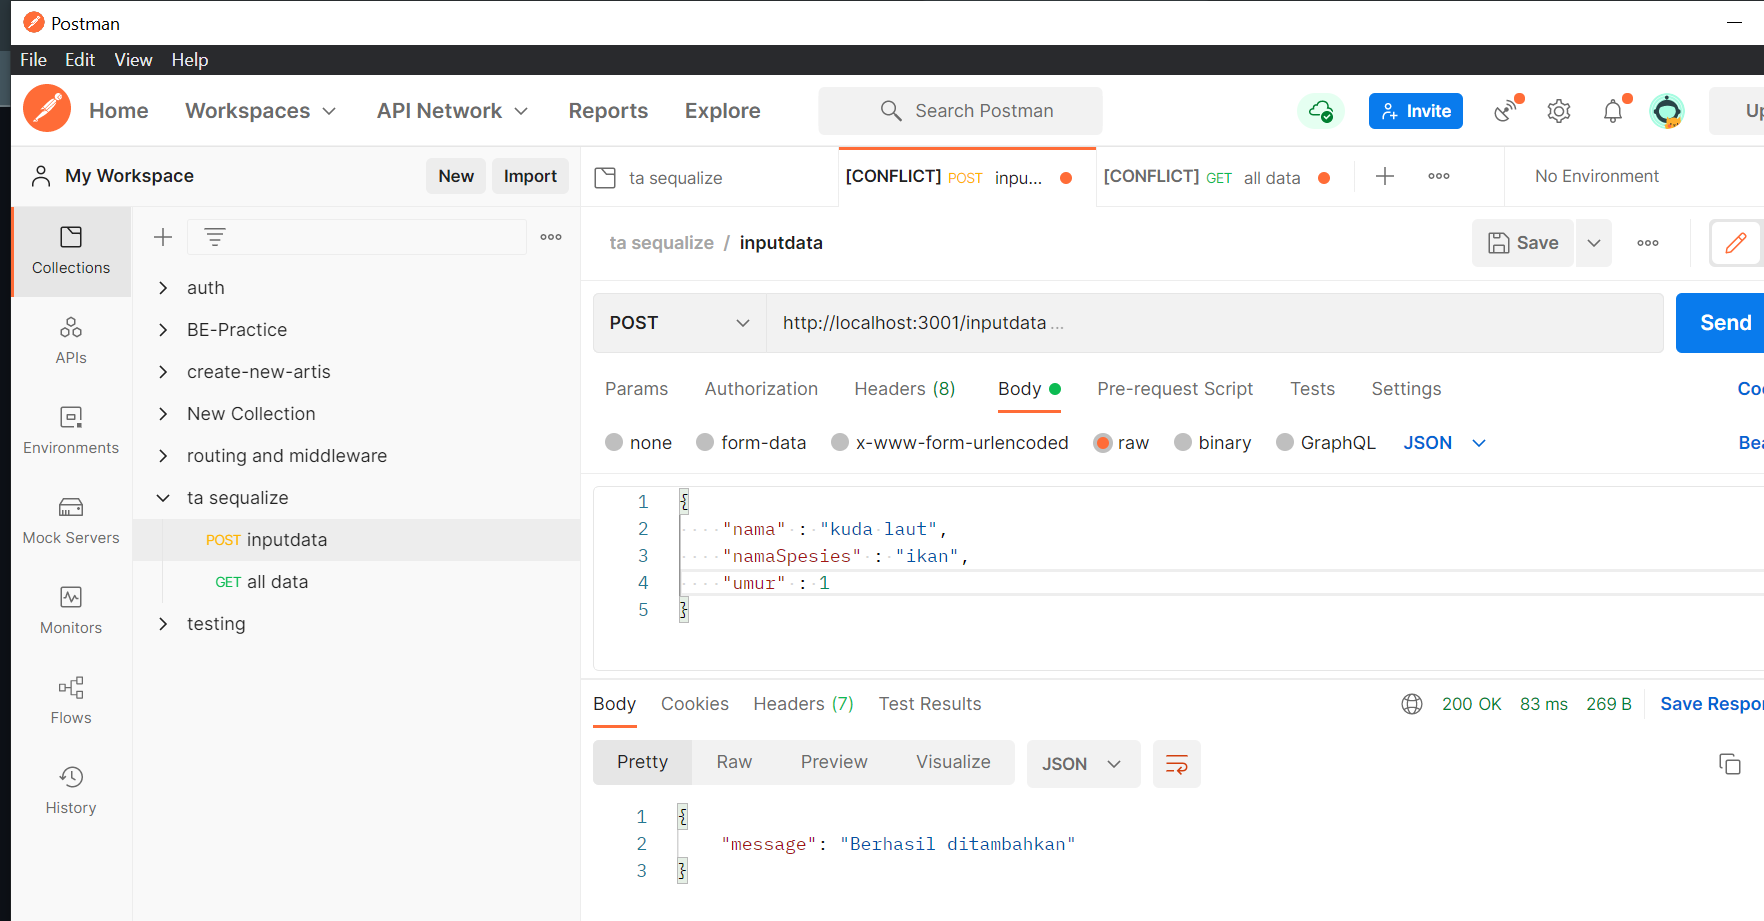 Postman
File Edit View Help
Home Workspaces API Network Reports Explore Search Postman Invite
My Workspace New Import ta sequalize [CONFLICT] POST inpu... [CONFLICT] GET all data No Environment
Collections
APIs
Environments
Mock Servers
Monitors
Flows
History
auth
BE-Practice
create-new-artis
New Collection
routing and middleware
ta sequalize
POST inputdata
GET all data
testing
ta sequalize / inputdata Save
POST http://localhost:3001/inputdata ... Send
Params Authorization Headers (8) Body Pre-request Script Tests Settings
none form-data x-www-form-urlencoded raw binary GraphQL JSON
1 {
2 "nama" : "kuda laut",
3 "namaSpesies" : "ikan",
4 "umur" : 1
5 }
Body Cookies Headers (7) Test Results 200 OK 83 ms 269 B Save Respon
Pretty Raw Preview Visualize JSON
1 {
2 "message": "Berhasil ditambahkan"
3 }